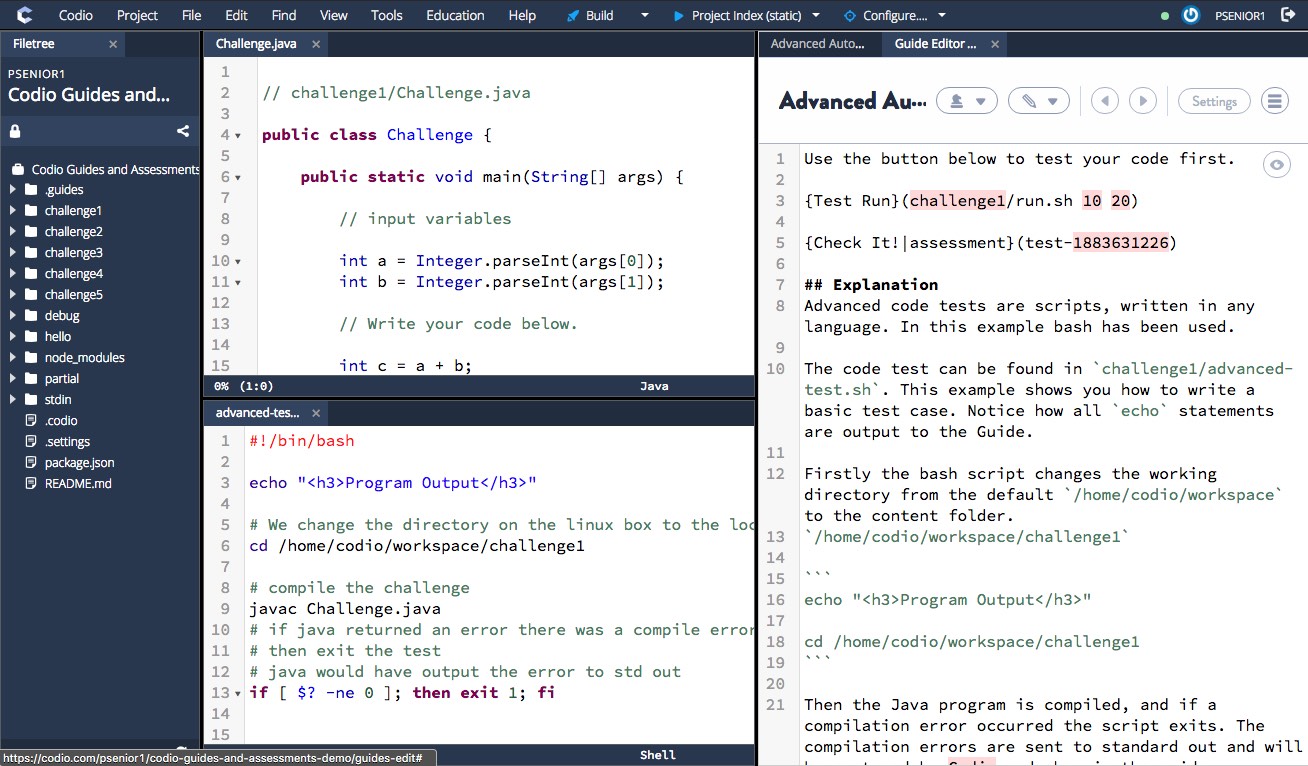 Codio Project File Edit Find View Tools Education Help Build Project Index (static) Configure.... PSENIOR1
Filetree ×
PSENIOR1
Codio Guides and...
Codio Guides and Assessments
.guides
challenge1
challenge2
challenge3
challenge4
challenge5
debug
hello
node_modules
partial
stdin
.codio
.settings
package.json
README.md
https://codio.com/psenior1/codio-guides-and-assessments-demo/guides-edit#
Challenge.java ×
1
2 // challenge1/Challenge.java
3
4 public class Challenge {
5
6 public static void main(String[] args) {
7
8 // input variables
9
10 int a = Integer.parseInt(args[0]);
11 int b = Integer.parseInt(args[1]);
12
13 // Write your code below.
14
15 int c = a + b;
0% (1:0) Java
advanced-tes... ×
1 #!/bin/bash
2
3 echo "<h3>Program Output</h3>"
4
5 # We change the directory on the linux box to the loc
6 cd /home/codio/workspace/challenge1
7
8 # compile the challenge
9 javac Challenge.java
10 # if java returned an error there was a compile error
11 # then exit the test
12 # java would have output the error to std out
13 if [ $? -ne 0 ]; then exit 1; fi
14
15
Shell
Advanced Auto... Guide Editor ... ×
Advanced Au... Settings
1 Use the button below to test your code first.
2
3 {Test Run}(challenge1/run.sh 10 20)
4
5 {Check It!|assessment}(test-1883631226)
6
7 ## Explanation
8 Advanced code tests are scripts, written in any
language. In this example bash has been used.
9
10 The code test can be found in `challenge1/advanced-
test.sh`. This example shows you how to write a
basic test case. Notice how all `echo` statements
are output to the Guide.
11
12 Firstly the bash script changes the working
directory from the default `/home/codio/workspace`
to the content folder.
13 `/home/codio/workspace/challenge1`
14
15 ```
16 echo "<h3>Program Output</h3>"
17
18 cd /home/codio/workspace/challenge1
19 ```
20
21 Then the Java program is compiled, and if a
compilation error occurred the script exits. The
compilation errors are sent to standard out and will